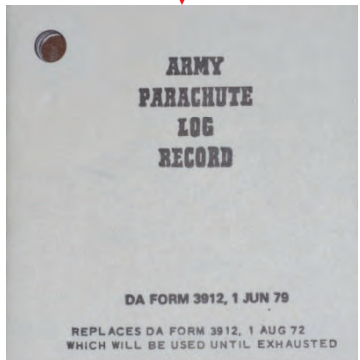 ARMY
PARACHUTE
LOG
RECORD
DA FORM 3912, 1 JUN 79
REPLACES DA FORM 3912, 1 AUG 72
WHICH WILL BE USED UNTIL EXHAUSTED